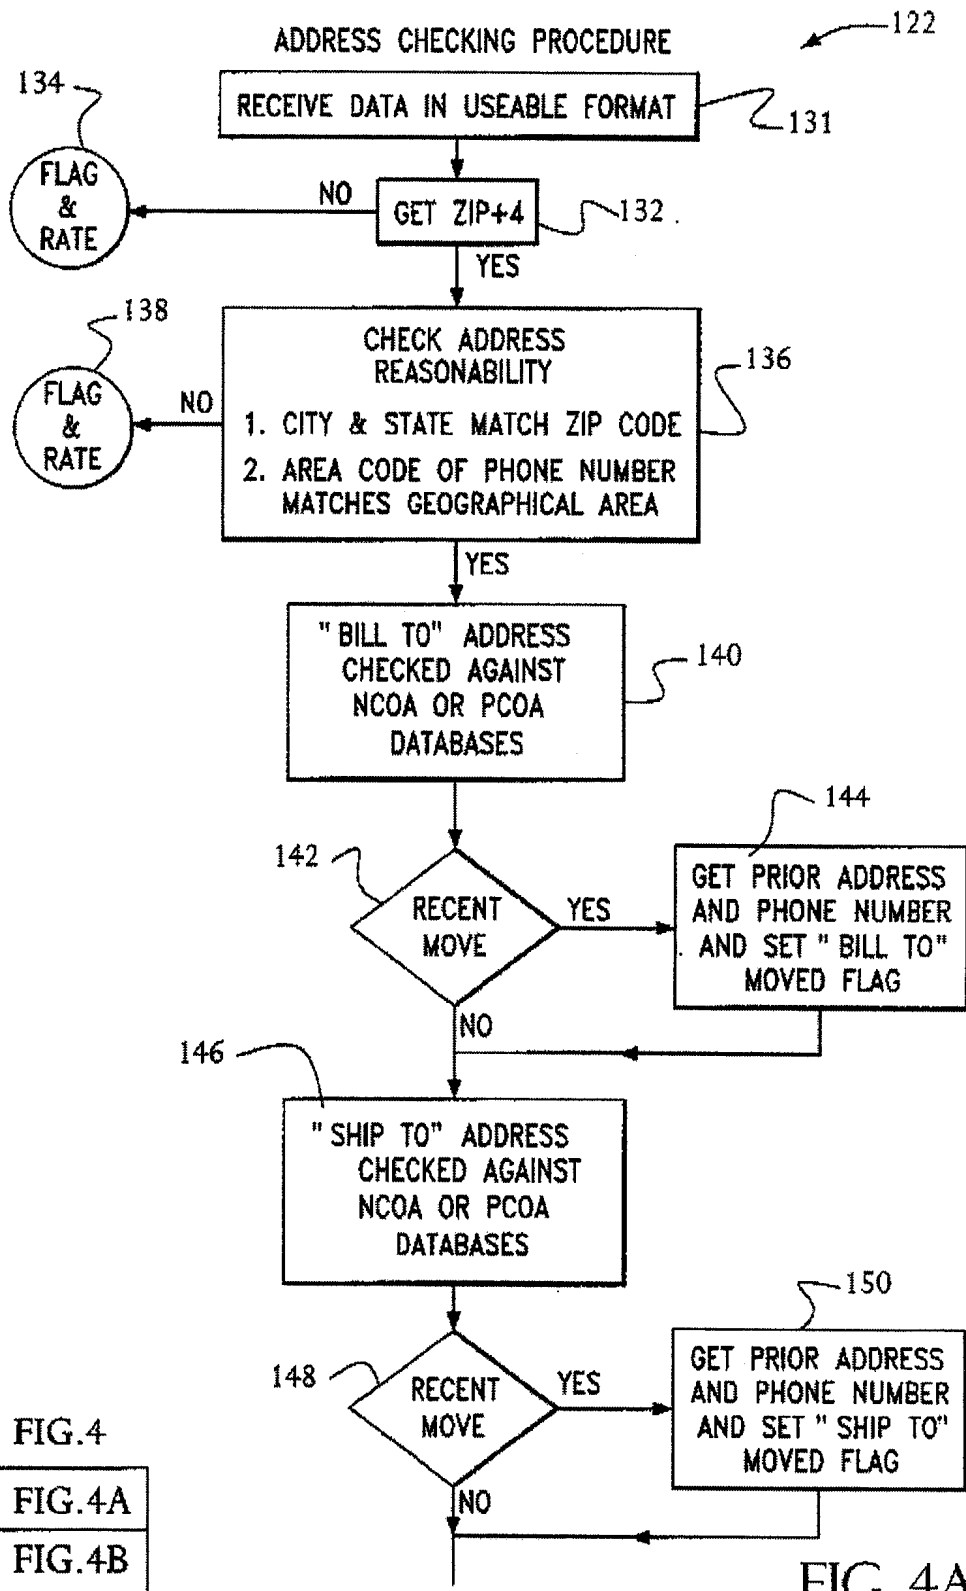 ADDRESS CHECKING PROCEDURE
122
134
RECEIVE DATA IN USEABLE FORMAT
131
FLAG
&
RATE
NO
GET ZIP+4
132
YES
138
CHECK ADDRESS
REASONABILITY
136
FLAG
&
RATE
NO
1. CITY & STATE MATCH ZIP CODE
2. AREA CODE OF PHONE NUMBER
MATCHES GEOGRAPHICAL AREA
YES
"BILL TO" ADDRESS
CHECKED AGAINST
NCOA OR PCOA
DATABASES
140
144
142
RECENT
MOVE
YES
GET PRIOR ADDRESS
AND PHONE NUMBER
AND SET "BILL TO"
MOVED FLAG
NO
146
"SHIP TO" ADDRESS
CHECKED AGAINST
NCOA OR PCOA
DATABASES
150
148
RECENT
MOVE
YES
GET PRIOR ADDRESS
AND PHONE NUMBER
AND SET "SHIP TO"
MOVED FLAG
NO
FIG.4
FIG.4A
FIG.4B
FIG. 4A